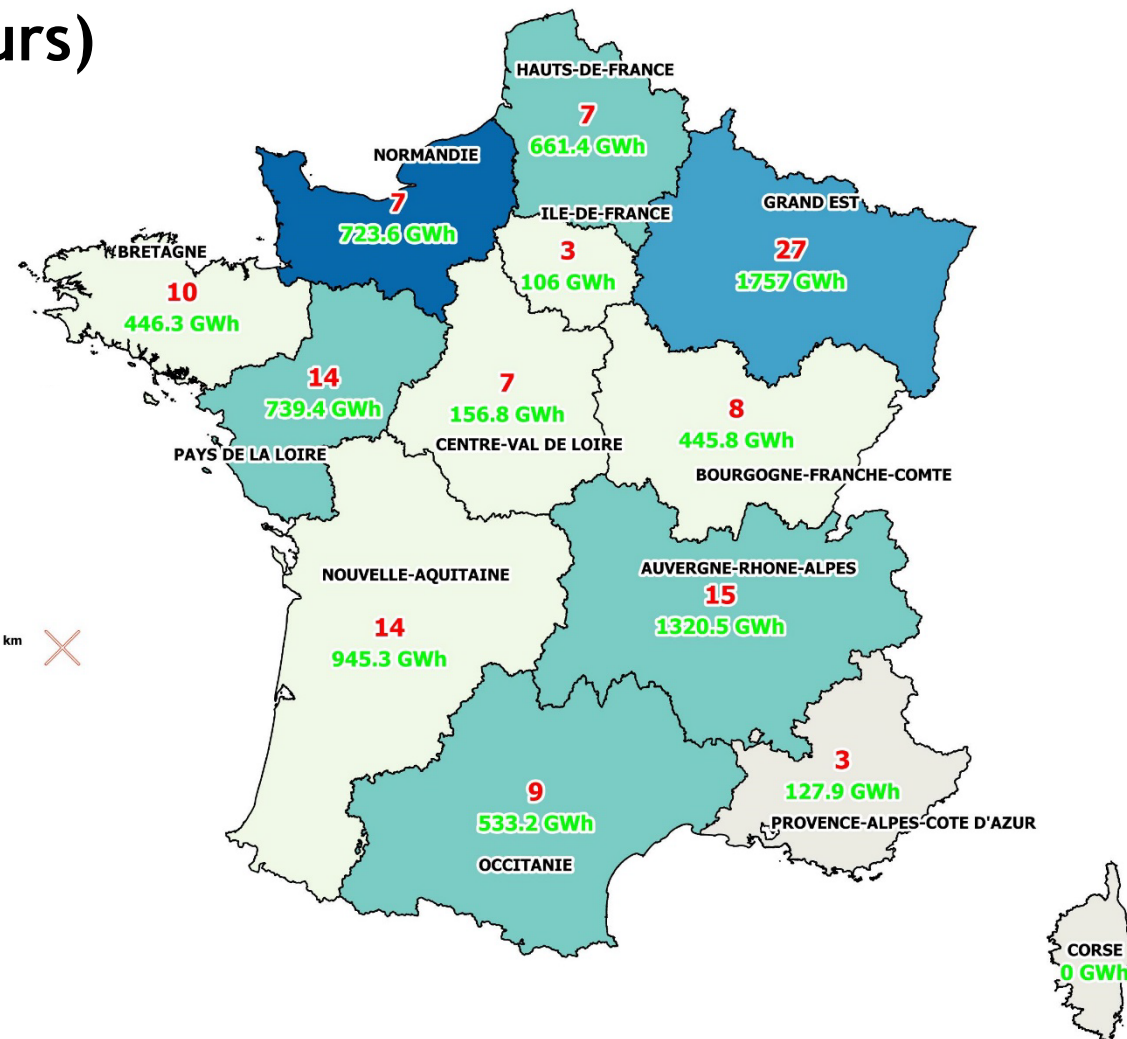 urs)
HAUTS-DE-FRANCE
7
661.4 GWh
NORMANDIE
7
723.6 GWh
ILE-DE-FRANCE
3
106 GWh
GRAND EST
27
1757 GWh
BRETAGNE
10
446.3 GWh
14
739.4 GWh
PAYS DE LA LOIRE
7
156.8 GWh
CENTRE-VAL DE LOIRE
8
445.8 GWh
BOURGOGNE-FRANCHE-COMTE
NOUVELLE-AQUITAINE
14
945.3 GWh
AUVERGNE-RHONE-ALPES
15
1320.5 GWh
km
9
533.2 GWh
OCCITANIE
3
127.9 GWh
PROVENCE-ALPES-COTE D'AZUR
CORSE
0 GWh